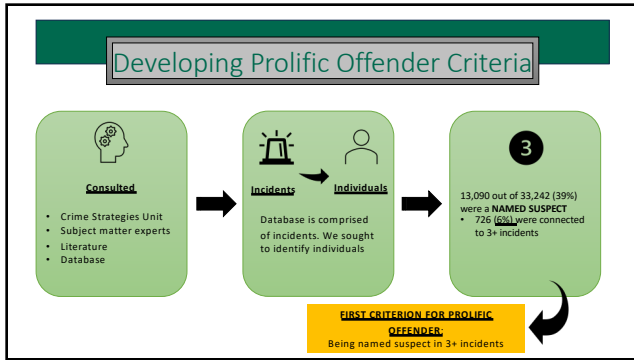 Developing Prolific Offender Criteria
Consulted
• Crime Strategies Unit
• Subject matter experts
• Literature
• Database
Incidents
Individuals
Database is comprised
of incidents. We sought
to identify individuals
3
13,090 out of 33,242 (39%)
were a NAMED SUSPECT
• 726 (6%) were connected
to 3+ incidents
FIRST CRITERION FOR PROLIFIC
OFFENDER:
Being named suspect in 3+ incidents